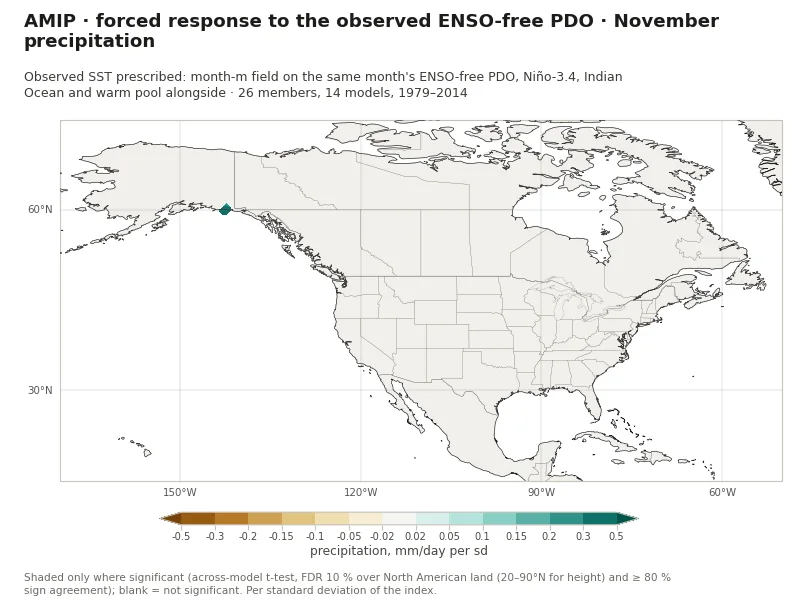 AMIP · forced response to the observed ENSO-free PDO · November
precipitation
Observed SST prescribed: month-m field on the same month's ENSO-free PDO, Niño-3.4, Indian
Ocean and warm pool alongside · 26 members, 14 models, 1979–2014
60°N
30°N
150°W 120°W 90°W 60°W
-0.5 -0.3 -0.2 -0.15 -0.1 -0.05 -0.02 0.02 0.05 0.1 0.15 0.2 0.3 0.5
precipitation, mm/day per sd
Shaded only where significant (across-model t-test, FDR 10 % over North American land (20–90°N for height) and ≥ 80 %
sign agreement); blank = not significant. Per standard deviation of the index.